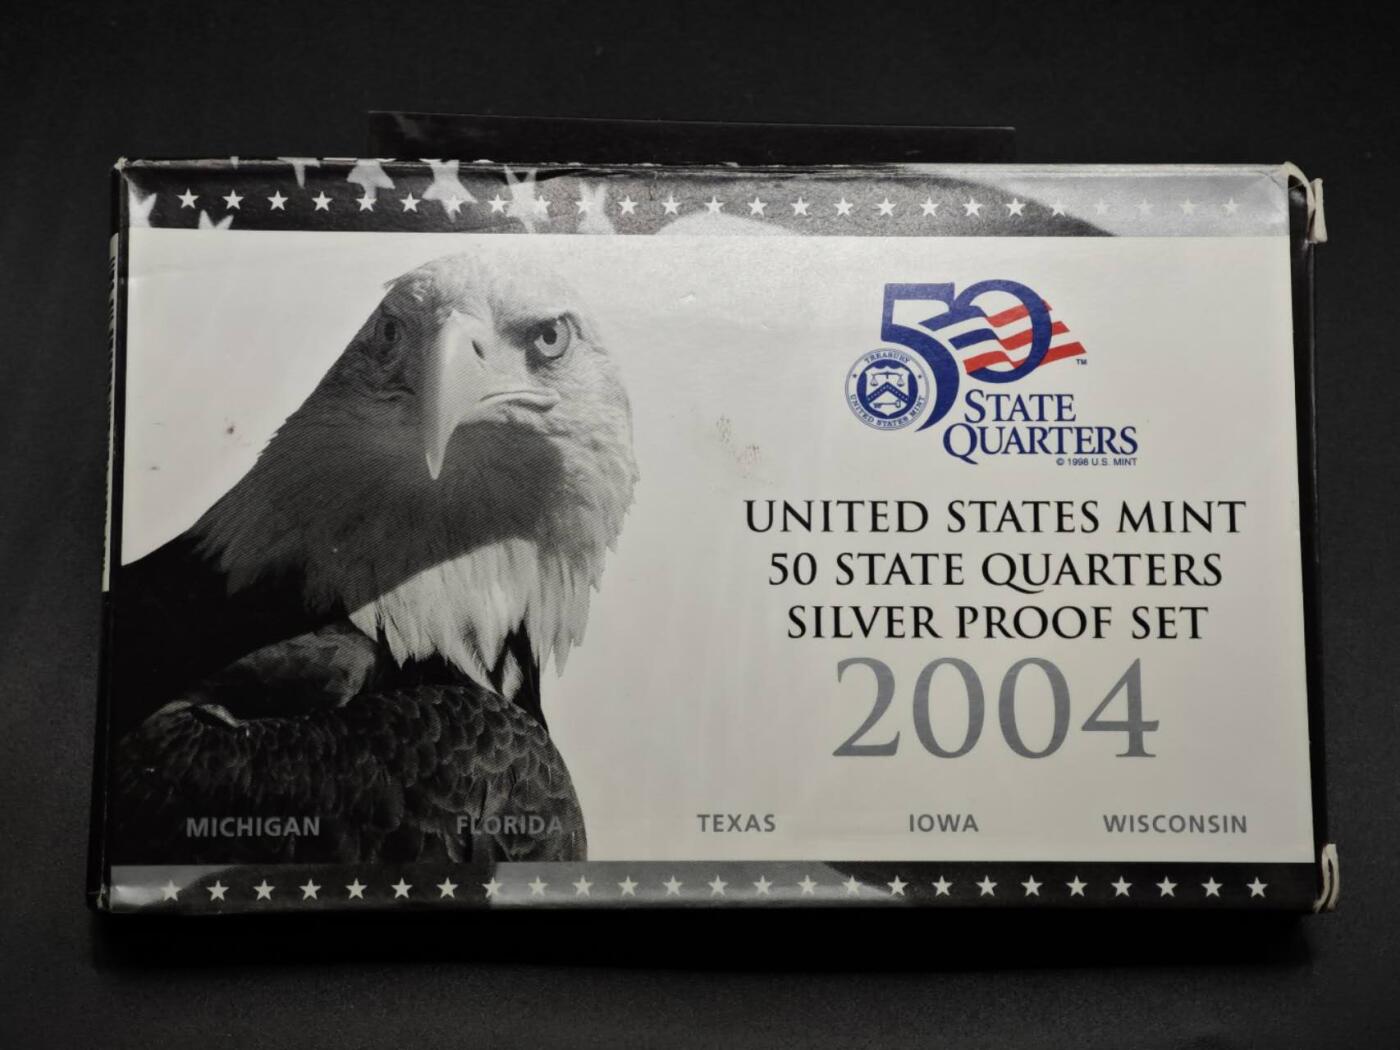 50
STATE
QUARTERS
TREASURY
UNITED STATES MINT
© 1998 U.S. MINT
TM
UNITED STATES MINT
50 STATE QUARTERS
SILVER PROOF SET
2004
MICHIGAN FLORIDA TEXAS IOWA WISCONSIN